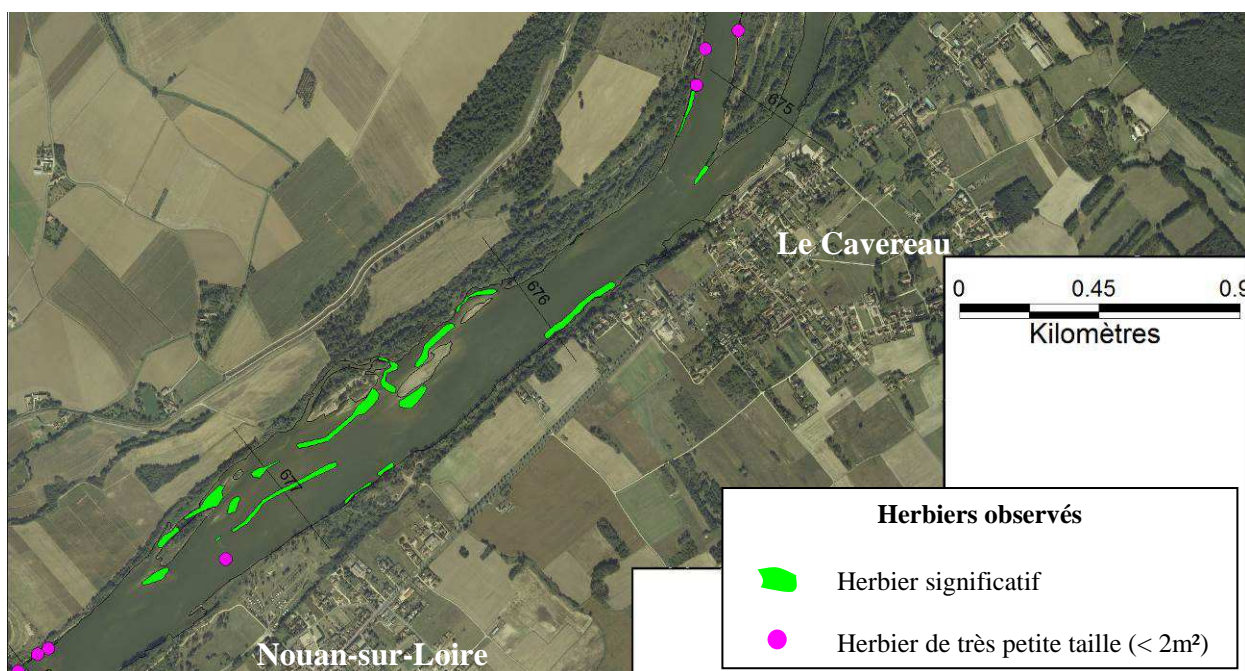 675
Le Cavereau
676
0 0.45 0.9
Kilomètres
677
Herbiers observés
Herbier significatif
Herbier de très petite taille (< 2m²)
Nouan-sur-Loire